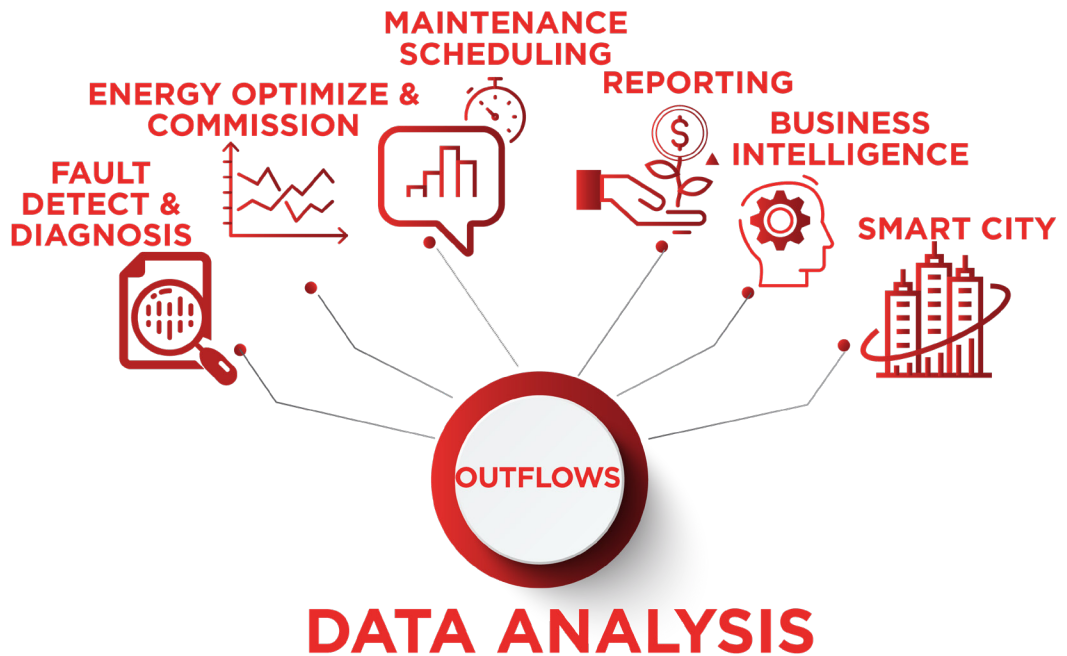 MAINTENANCE
SCHEDULING
REPORTING
ENERGY OPTIMIZE &
COMMISSION
BUSINESS
INTELLIGENCE
FAULT
DETECT &
DIAGNOSIS
SMART CITY
$
OUTFLOWS
DATA ANALYSIS